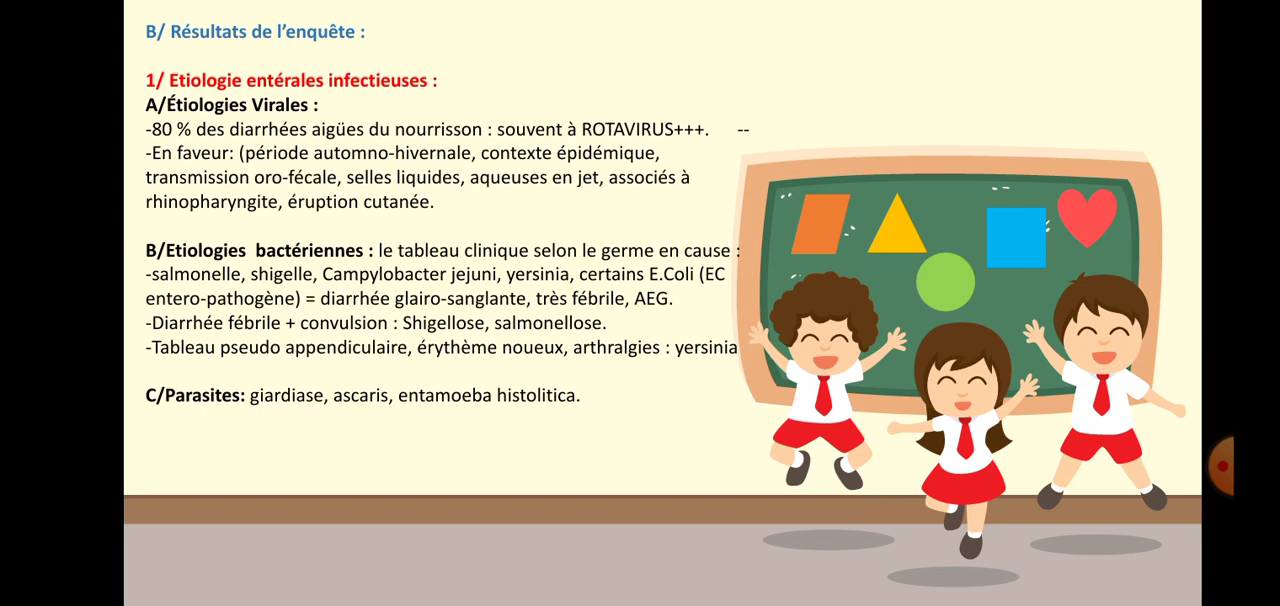 B/ Résultats de l’enquête :
1/ Etiologie entérales infectieuses :
A/Étiologies Virales :
-80 % des diarrhées aigües du nourrisson : souvent à ROTAVIRUS+++. --
-En faveur: (période automno-hivernale, contexte épidémique,
transmission oro-fécale, selles liquides, aqueuses en jet, associés à
rhinopharyngite, éruption cutanée.
B/Etiologies bactériennes : le tableau clinique selon le germe en cause :
-salmonelle, shigelle, Campylobacter jejuni, yersinia, certains E.Coli (EC
entero-pathogène) = diarrhée glairo-sanglante, très fébrile, AEG.
-Diarrhée fébrile + convulsion : Shigellose, salmonellose.
-Tableau pseudo appendiculaire, érythème noueux, arthralgies : yersinia
C/Parasites: giardiase, ascaris, entamoeba histolitica.